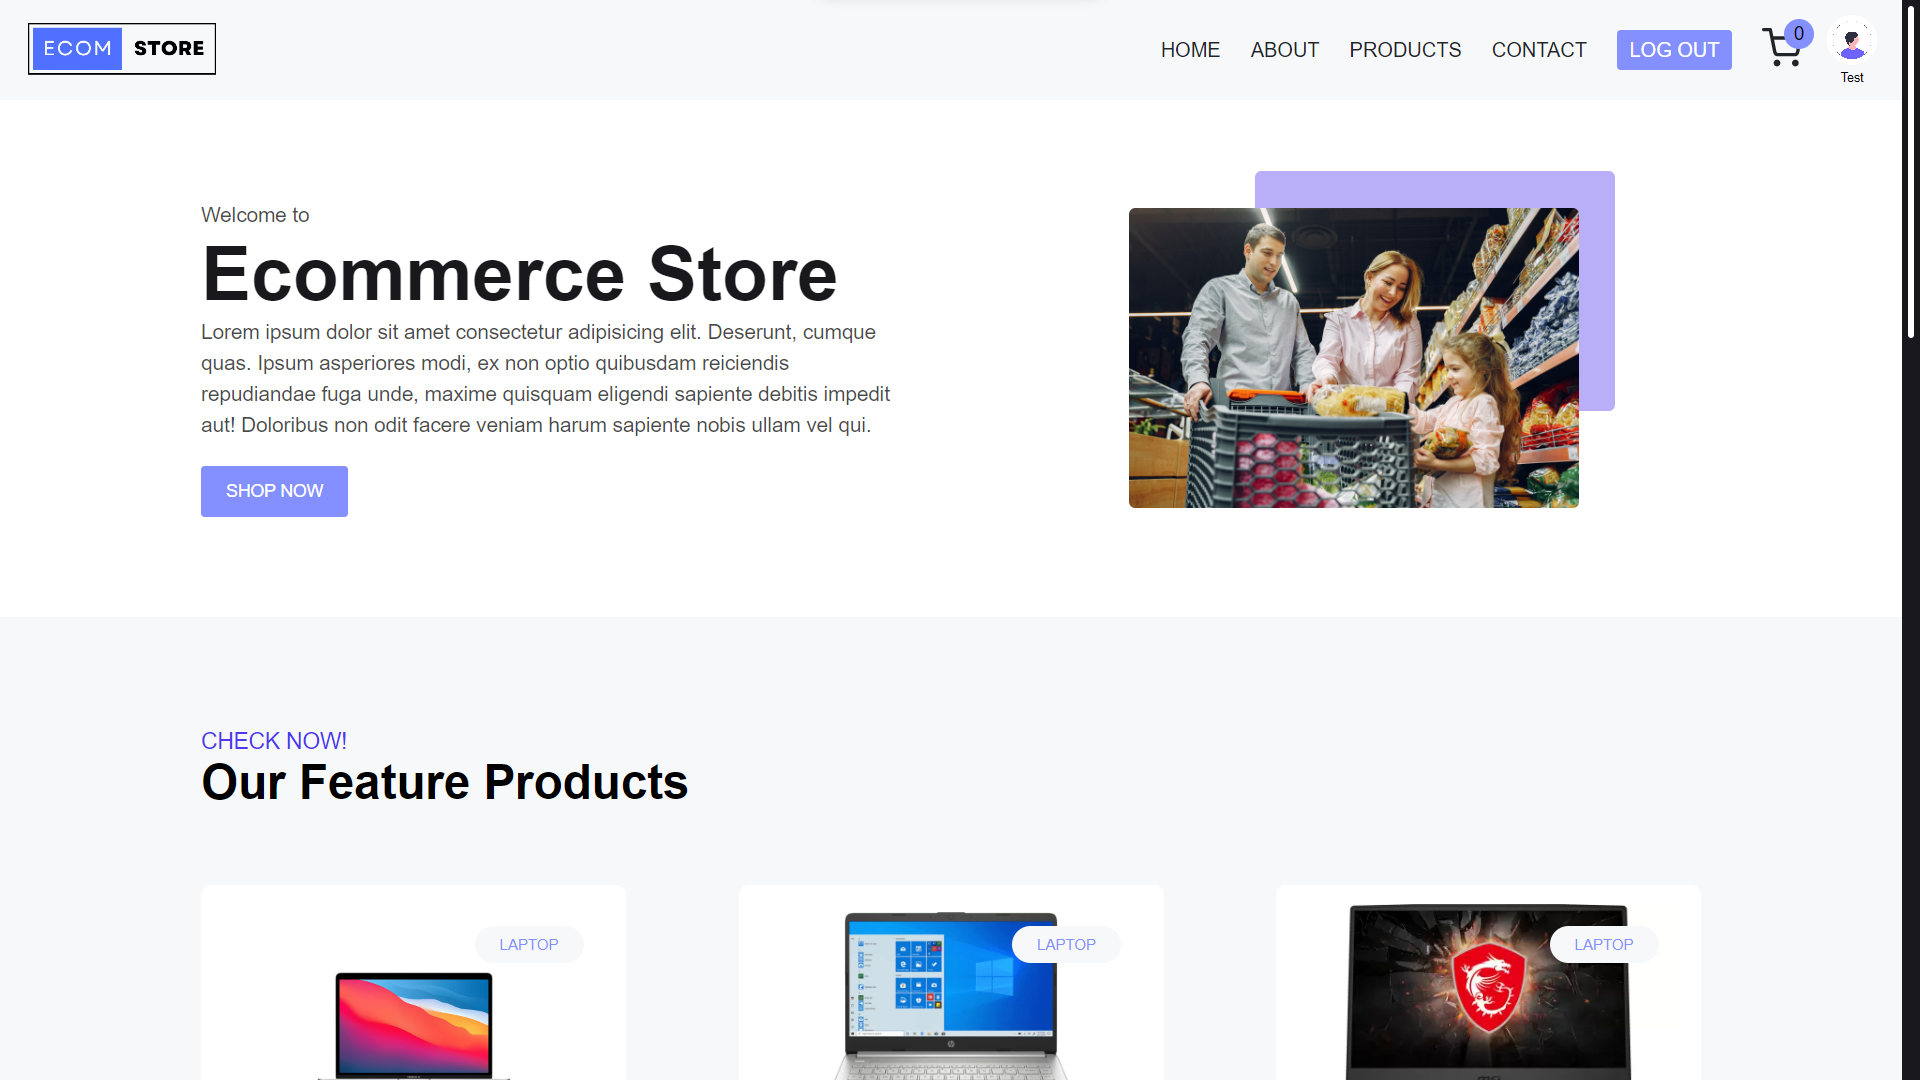 ECOM STORE
HOME ABOUT PRODUCTS CONTACT LOG OUT 0
Test
Welcome to
Ecommerce Store
Lorem ipsum dolor sit amet consectetur adipisicing elit. Deserunt, cumque
quas. Ipsum asperiores modi, ex non optio quibusdam reiciendis
repudiandae fuga unde, maxime quisquam eligendi sapiente debitis impedit
aut! Doloribus non odit facere veniam harum sapiente nobis ullam vel qui.
SHOP NOW
CHECK NOW!
Our Feature Products
LAPTOP LAPTOP LAPTOP